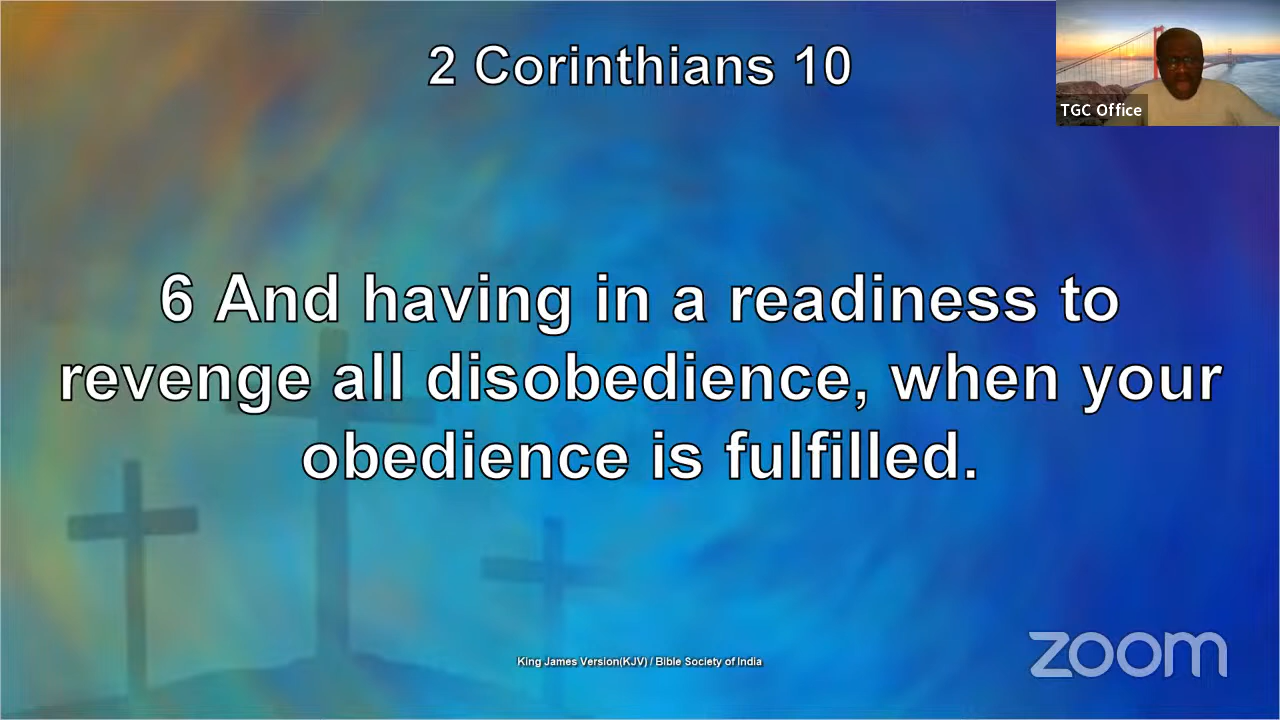 2 Corinthians 10
TGC Office
6 And having in a readiness to
revenge all disobedience, when your
obedience is fulfilled.
King James Version(KJV) / Bible Society of India
zoom